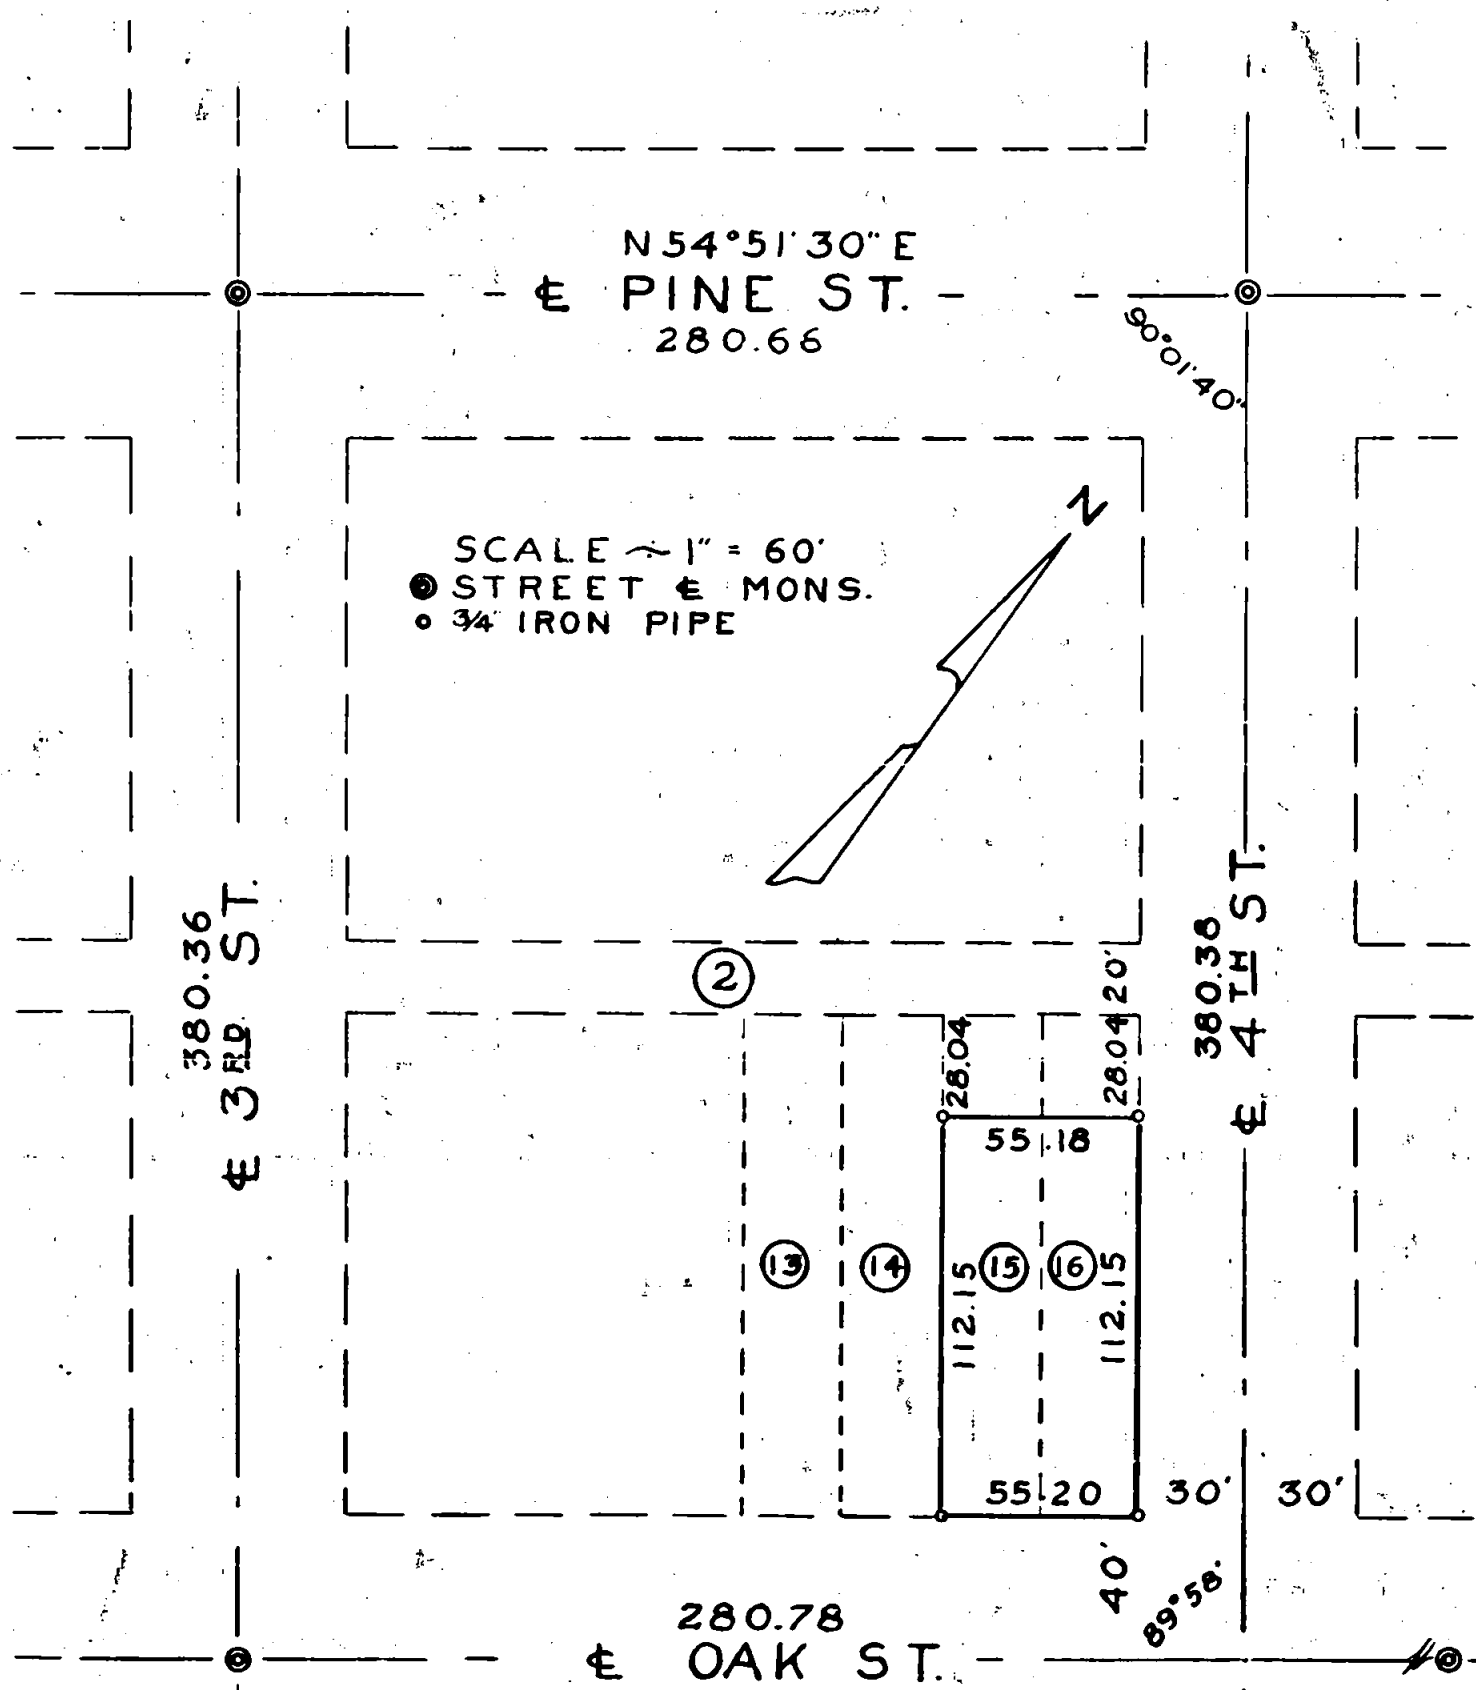 N 54°51'30" E
℄ PINE ST.
280.66
90°01'40"
N
SCALE ~ 1" = 60'
STREET ℄ MONS.
3/4" IRON PIPE
380.36
℄ 3RD ST.
2
380.38
℄ 4TH ST.
20'
28.04
28.04
55.18
13
14
15
16
112.15
112.15
55.20
30'
30'
40'
89°58'
280.78
℄ OAK ST.